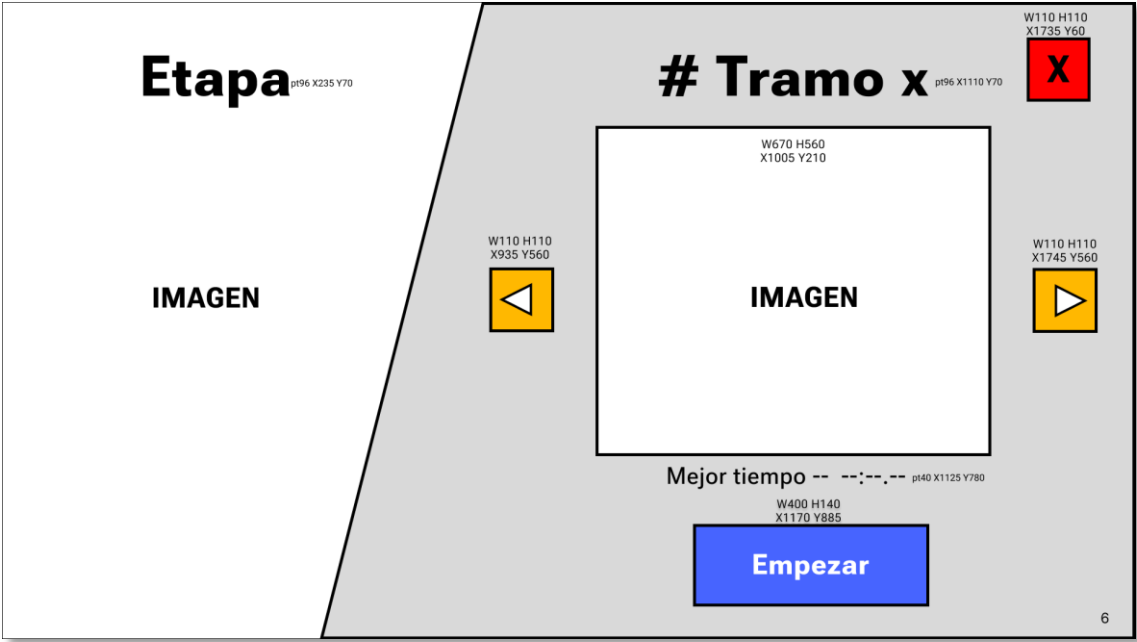 Etapa pt96 X235 Y70
# Tramo x pt96 X1110 Y70
W110 H110
X1735 Y60
X
W670 H560
X1005 Y210
W110 H110
X935 Y560
W110 H110
X1745 Y560
IMAGEN
IMAGEN
Mejor tiempo -- --:--.-- pt40 X1125 Y780
W400 H140
X1170 Y885
Empezar
6